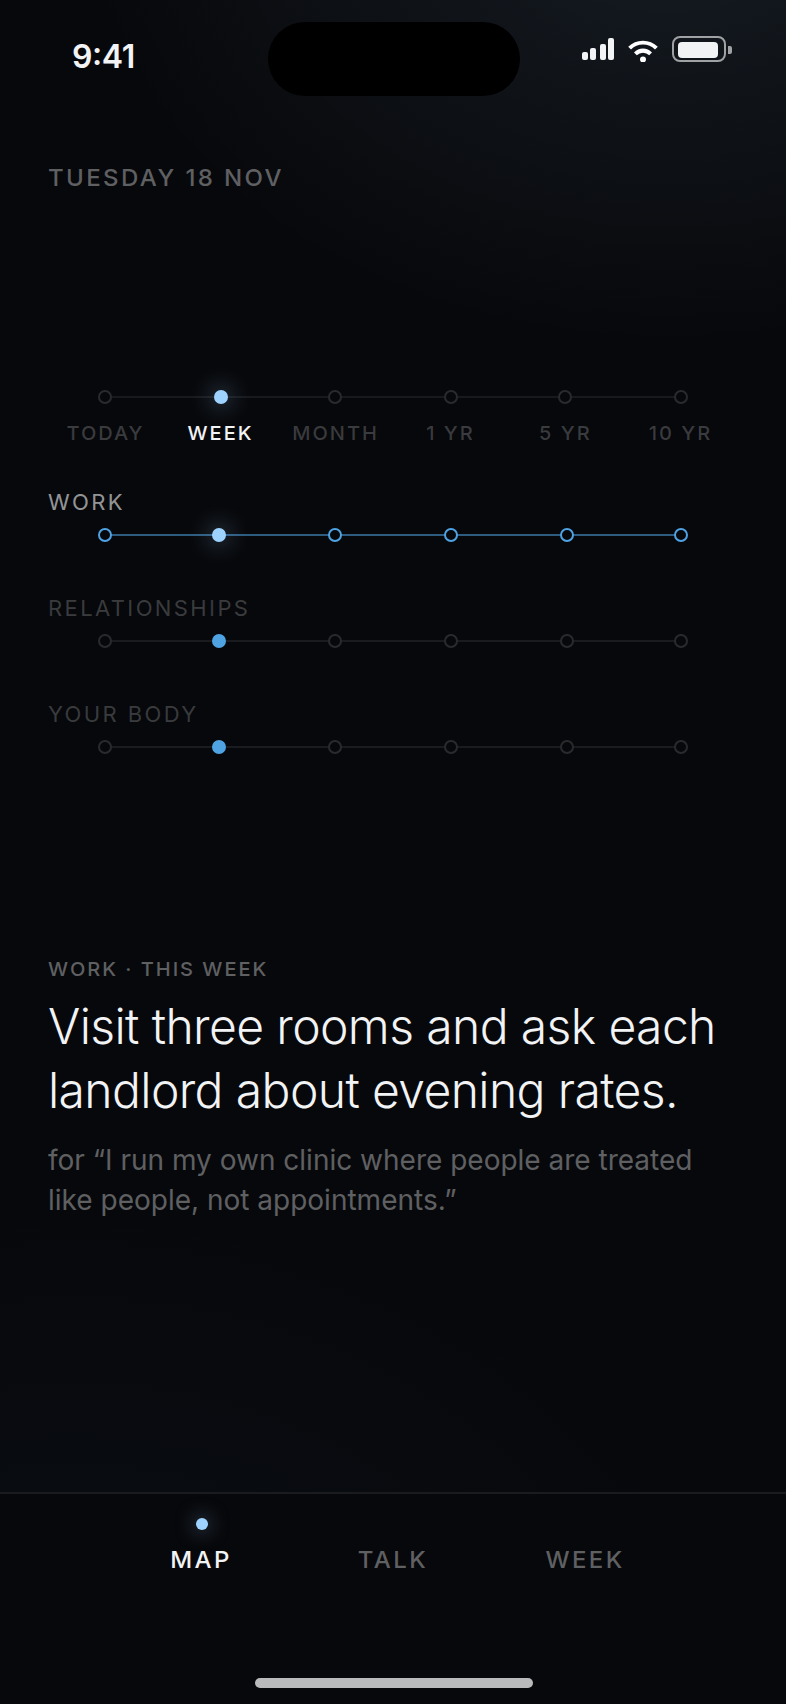 9:41
TUESDAY 18 NOV
TODAY WEEK MONTH 1 YR 5 YR 10 YR
WORK
RELATIONSHIPS
YOUR BODY
WORK · THIS WEEK
Visit three rooms and ask each
landlord about evening rates.
for “I run my own clinic where people are treated
like people, not appointments.”
MAP TALK WEEK